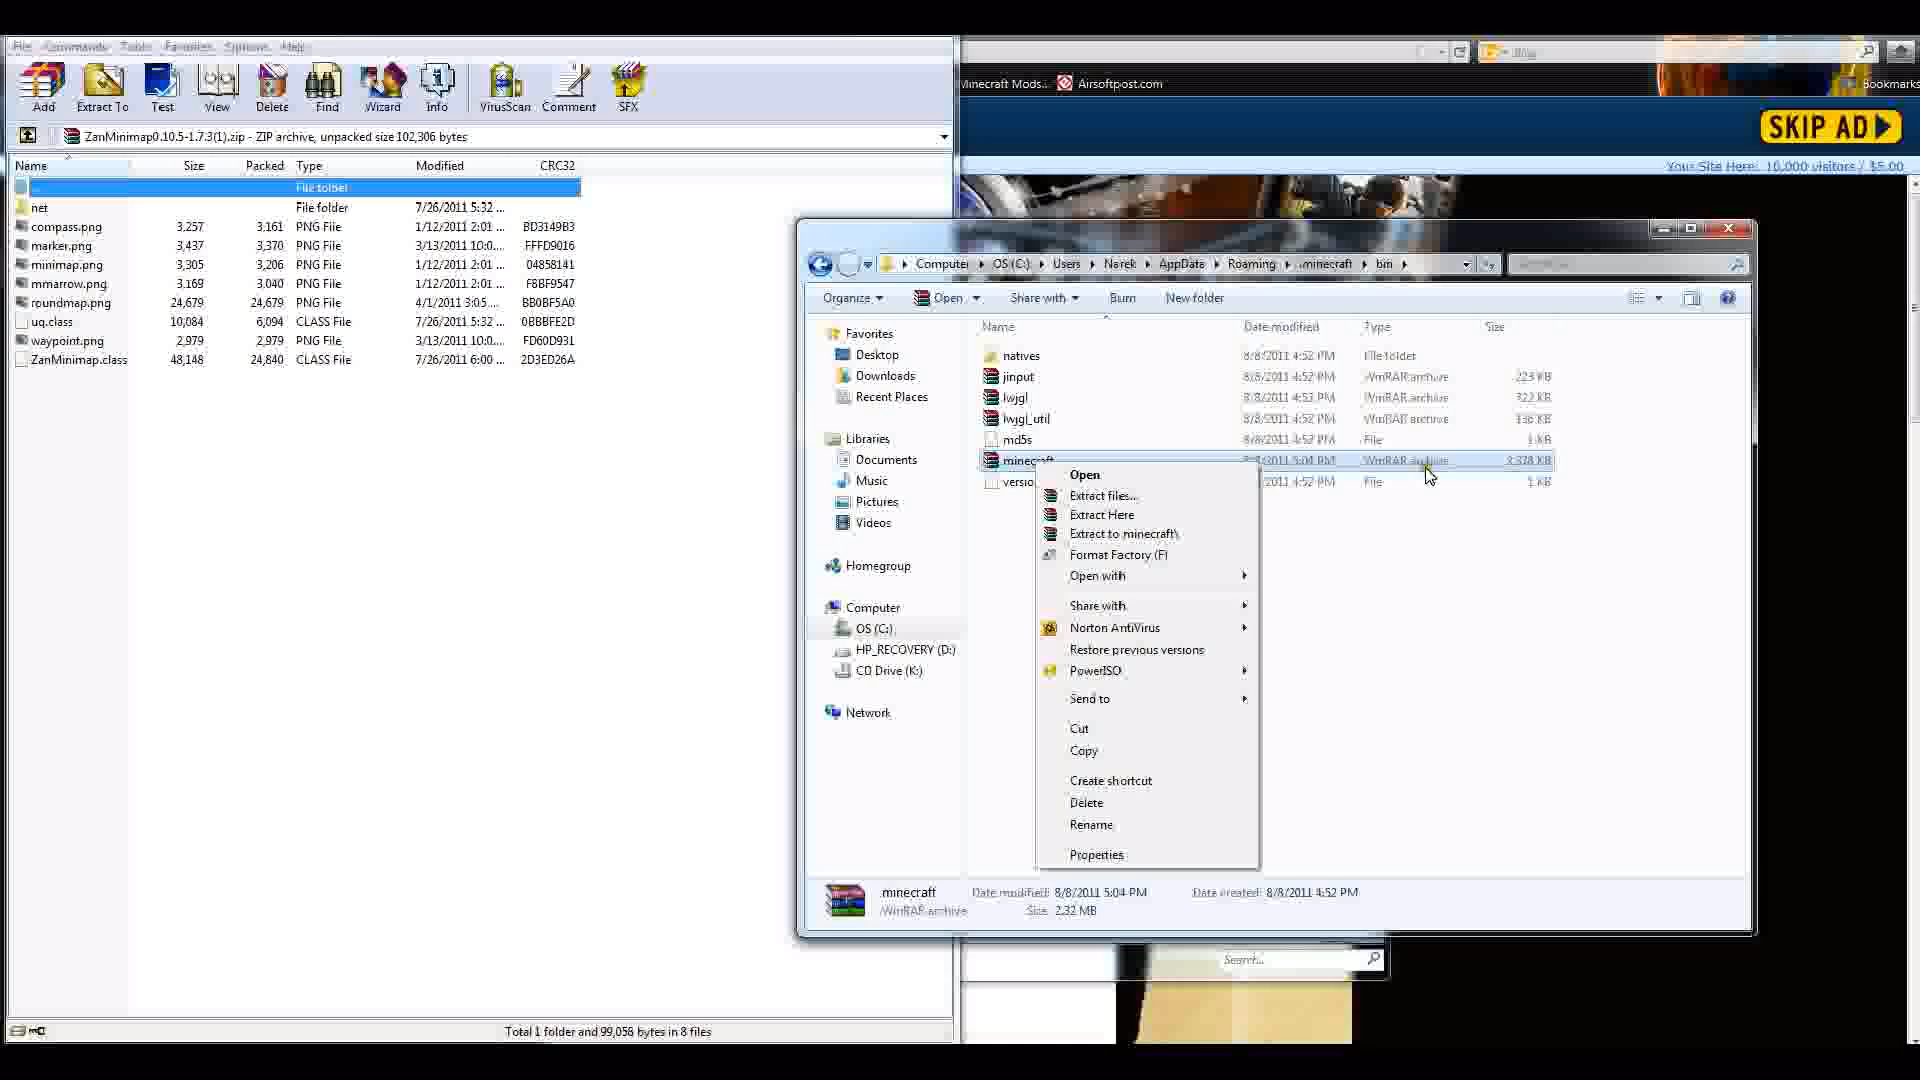 File Commands Tools Favorites Options Help
Add Extract To Test View Delete Find Wizard Info VirusScan Comment SFX
ZanMinimap0.10.5-1.7.3(1).zip - ZIP archive, unpacked size 102,306 bytes
Name Size Packed Type Modified CRC32
.. File folder
net File folder 7/26/2011 5:32 ...
compass.png 3,257 3,161 PNG File 1/12/2011 2:01 ... BD3149B3
marker.png 3,437 3,370 PNG File 3/13/2011 10:0... FFFD9016
minimap.png 3,305 3,206 PNG File 1/12/2011 2:01 ... 04858141
mmarrow.png 3,169 3,040 PNG File 1/12/2011 2:01 ... F8BF9547
roundmap.png 24,679 24,679 PNG File 4/1/2011 3:05 ... BB0BF5A0
uq.class 10,084 6,094 CLASS File 7/26/2011 5:32 ... 0BBBFE2D
waypoint.png 2,979 2,979 PNG File 3/13/2011 10:0... FD60D931
ZanMinimap.class 48,148 24,840 CLASS File 7/26/2011 6:00 ... 2D3ED26A
Total 1 folder and 99,058 bytes in 8 files
Minecraft Mods... Airsoftpost.com Bookmarks
SKIP AD
Your Site Here. 10,000 visitors / $5.00
Computer OS (C:) Users Narek AppData Roaming .minecraft bin
Organize Open Share with Burn New folder
Name Date modified Type Size
Favorites
Desktop
Downloads
Recent Places
Libraries
Documents
Music
Pictures
Videos
Homegroup
Computer
OS (C:)
HP_RECOVERY (D:)
CD Drive (K:)
Network
natives 8/8/2011 4:52 PM File folder
jinput 8/8/2011 4:52 PM WinRAR archive 223 KB
lwjgl 8/8/2011 4:52 PM WinRAR archive 322 KB
lwjgl_util 8/8/2011 4:52 PM WinRAR archive
md5s 8/8/2011 4:52 PM File 1 KB
minecraft 8/8/2011 5:04 PM WinRAR archive 2,378 KB
versio 8/8/2011 4:52 PM File 1 KB
Open
Extract files...
Extract Here
Extract to minecraft\
Format Factory (F)
Open with
Share with
Norton AntiVirus
Restore previous versions
PowerISO
Send to
Cut
Copy
Create shortcut
Delete
Rename
Properties
minecraft Date modified: 8/8/2011 5:04 PM Date created: 8/8/2011 4:52 PM
WinRAR archive Size: 2.32 MB
Search...